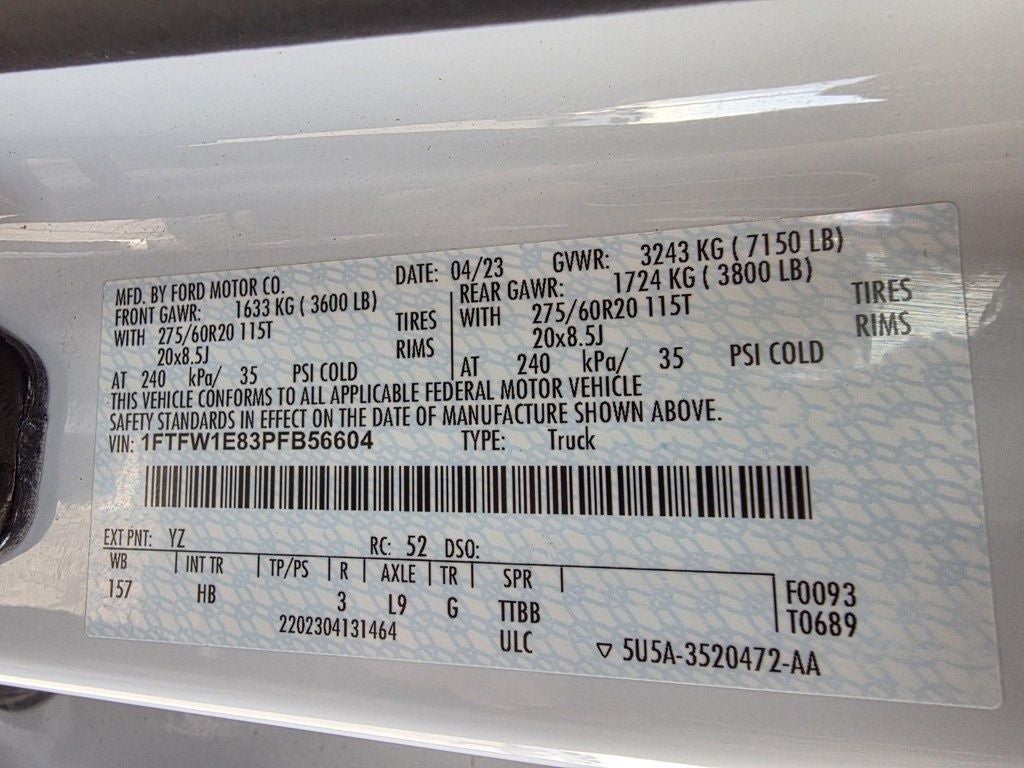 MFD. BY FORD MOTOR CO. DATE: 04/23 GVWR: 3243 KG ( 7150 LB)
FRONT GAWR: 1633 KG ( 3600 LB) REAR GAWR: 1724 KG ( 3800 LB)
WITH 275/60R20 115T TIRES WITH 275/60R20 115T TIRES
20x8.5J RIMS 20x8.5J RIMS
AT 240 kPa/ 35 PSI COLD AT 240 kPa/ 35 PSI COLD
THIS VEHICLE CONFORMS TO ALL APPLICABLE FEDERAL MOTOR VEHICLE
SAFETY STANDARDS IN EFFECT ON THE DATE OF MANUFACTURE SHOWN ABOVE.
VIN: 1FTFW1E83PFB56604 TYPE: Truck
EXT PNT: YZ RC: 52 DSO:
WB INT TR TP/PS R AXLE TR SPR
157 HB 3 L9 G TTBB F0093
2202304131464 ULC T0689
▽ 5U5A-3520472-AA